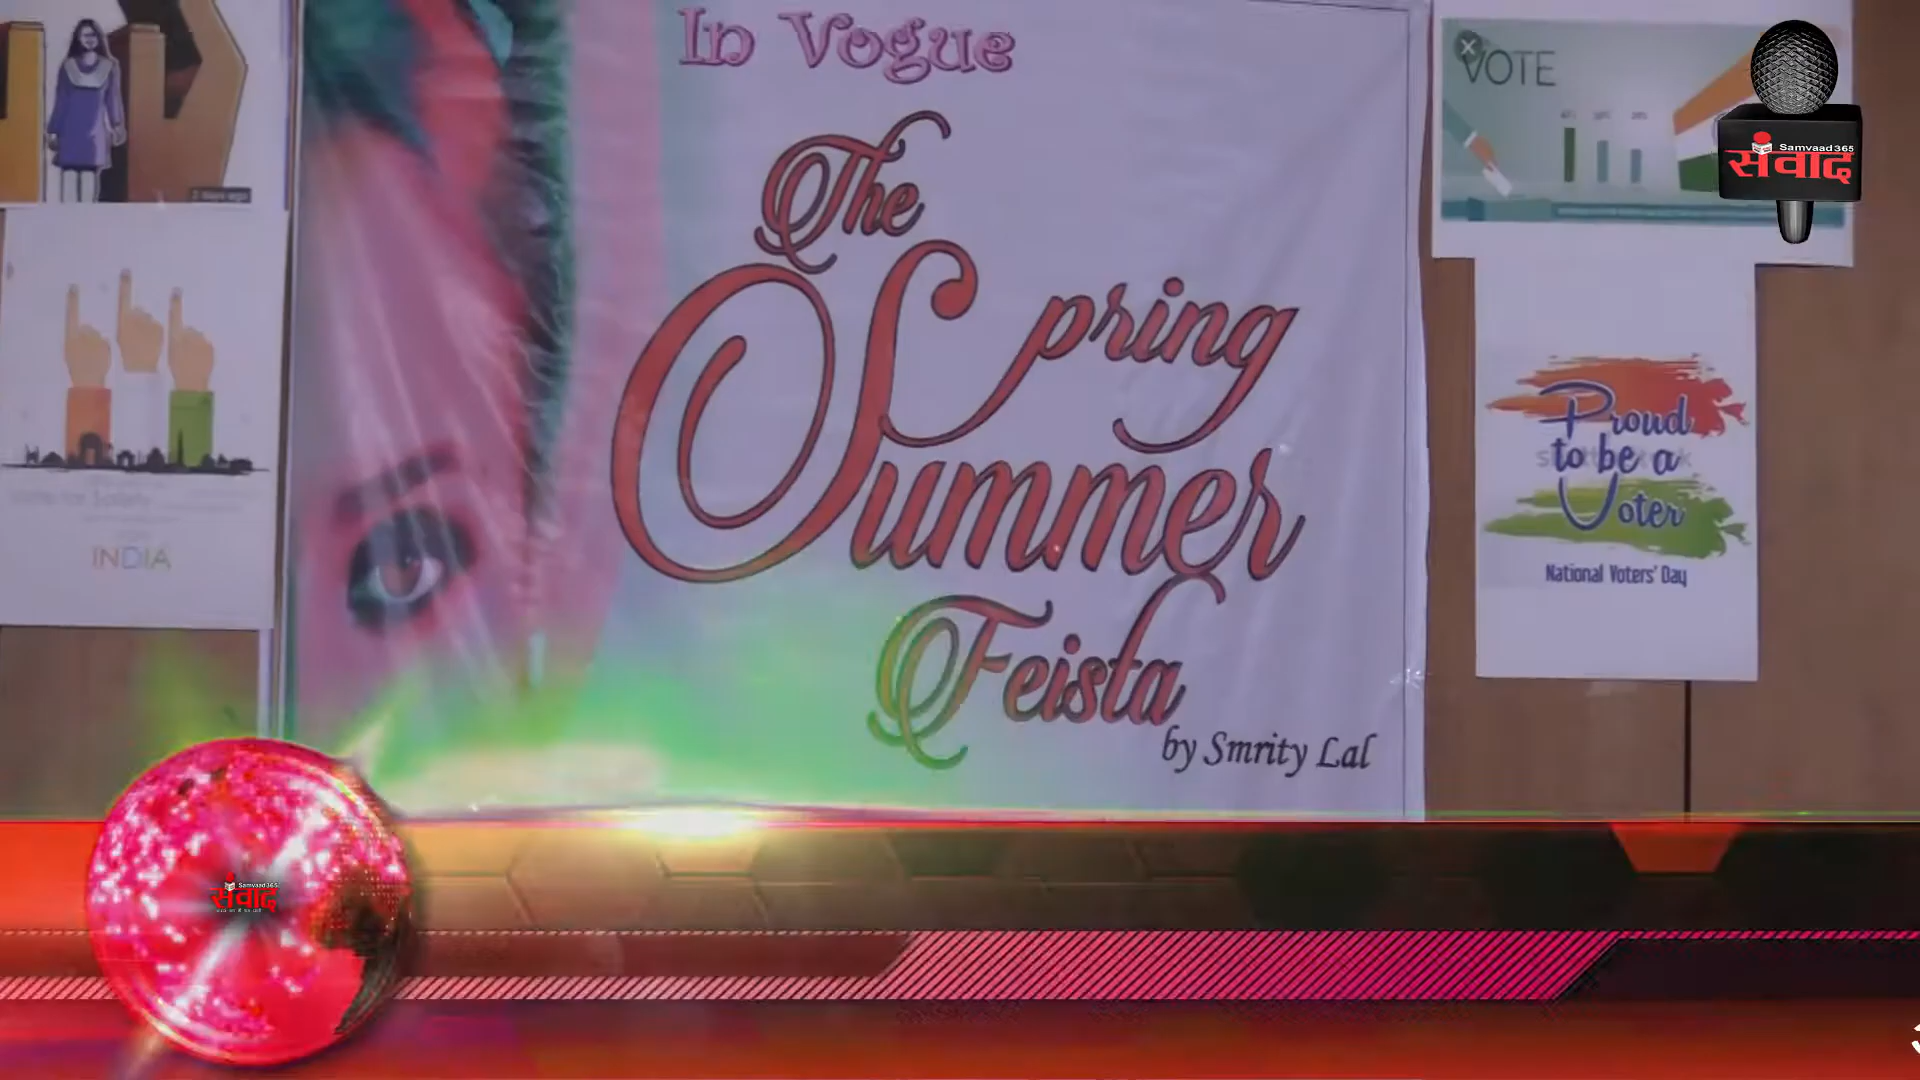 In Vogue
The
Spring
Summer
Feista
by Smrity Lal
INDIA
VOTE
Samvaad365
संवाद
Proud
to be a
Voter
National Voters' Day
Samvaad365
संवाद